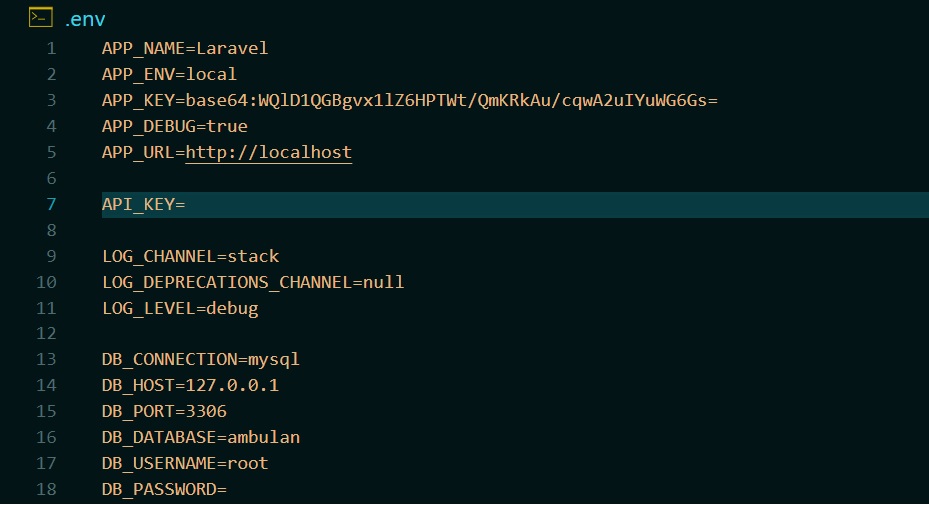 .env
1 APP_NAME=Laravel
2 APP_ENV=local
3 APP_KEY=base64:WQlD1QGBgvx1lZ6HPTWt/QmKRkAu/cqwA2uIYuWG6Gs=
4 APP_DEBUG=true
5 APP_URL=http://localhost
6
7 API_KEY=
8
9 LOG_CHANNEL=stack
10 LOG_DEPRECATIONS_CHANNEL=null
11 LOG_LEVEL=debug
12
13 DB_CONNECTION=mysql
14 DB_HOST=127.0.0.1
15 DB_PORT=3306
16 DB_DATABASE=ambulan
17 DB_USERNAME=root
18 DB_PASSWORD=